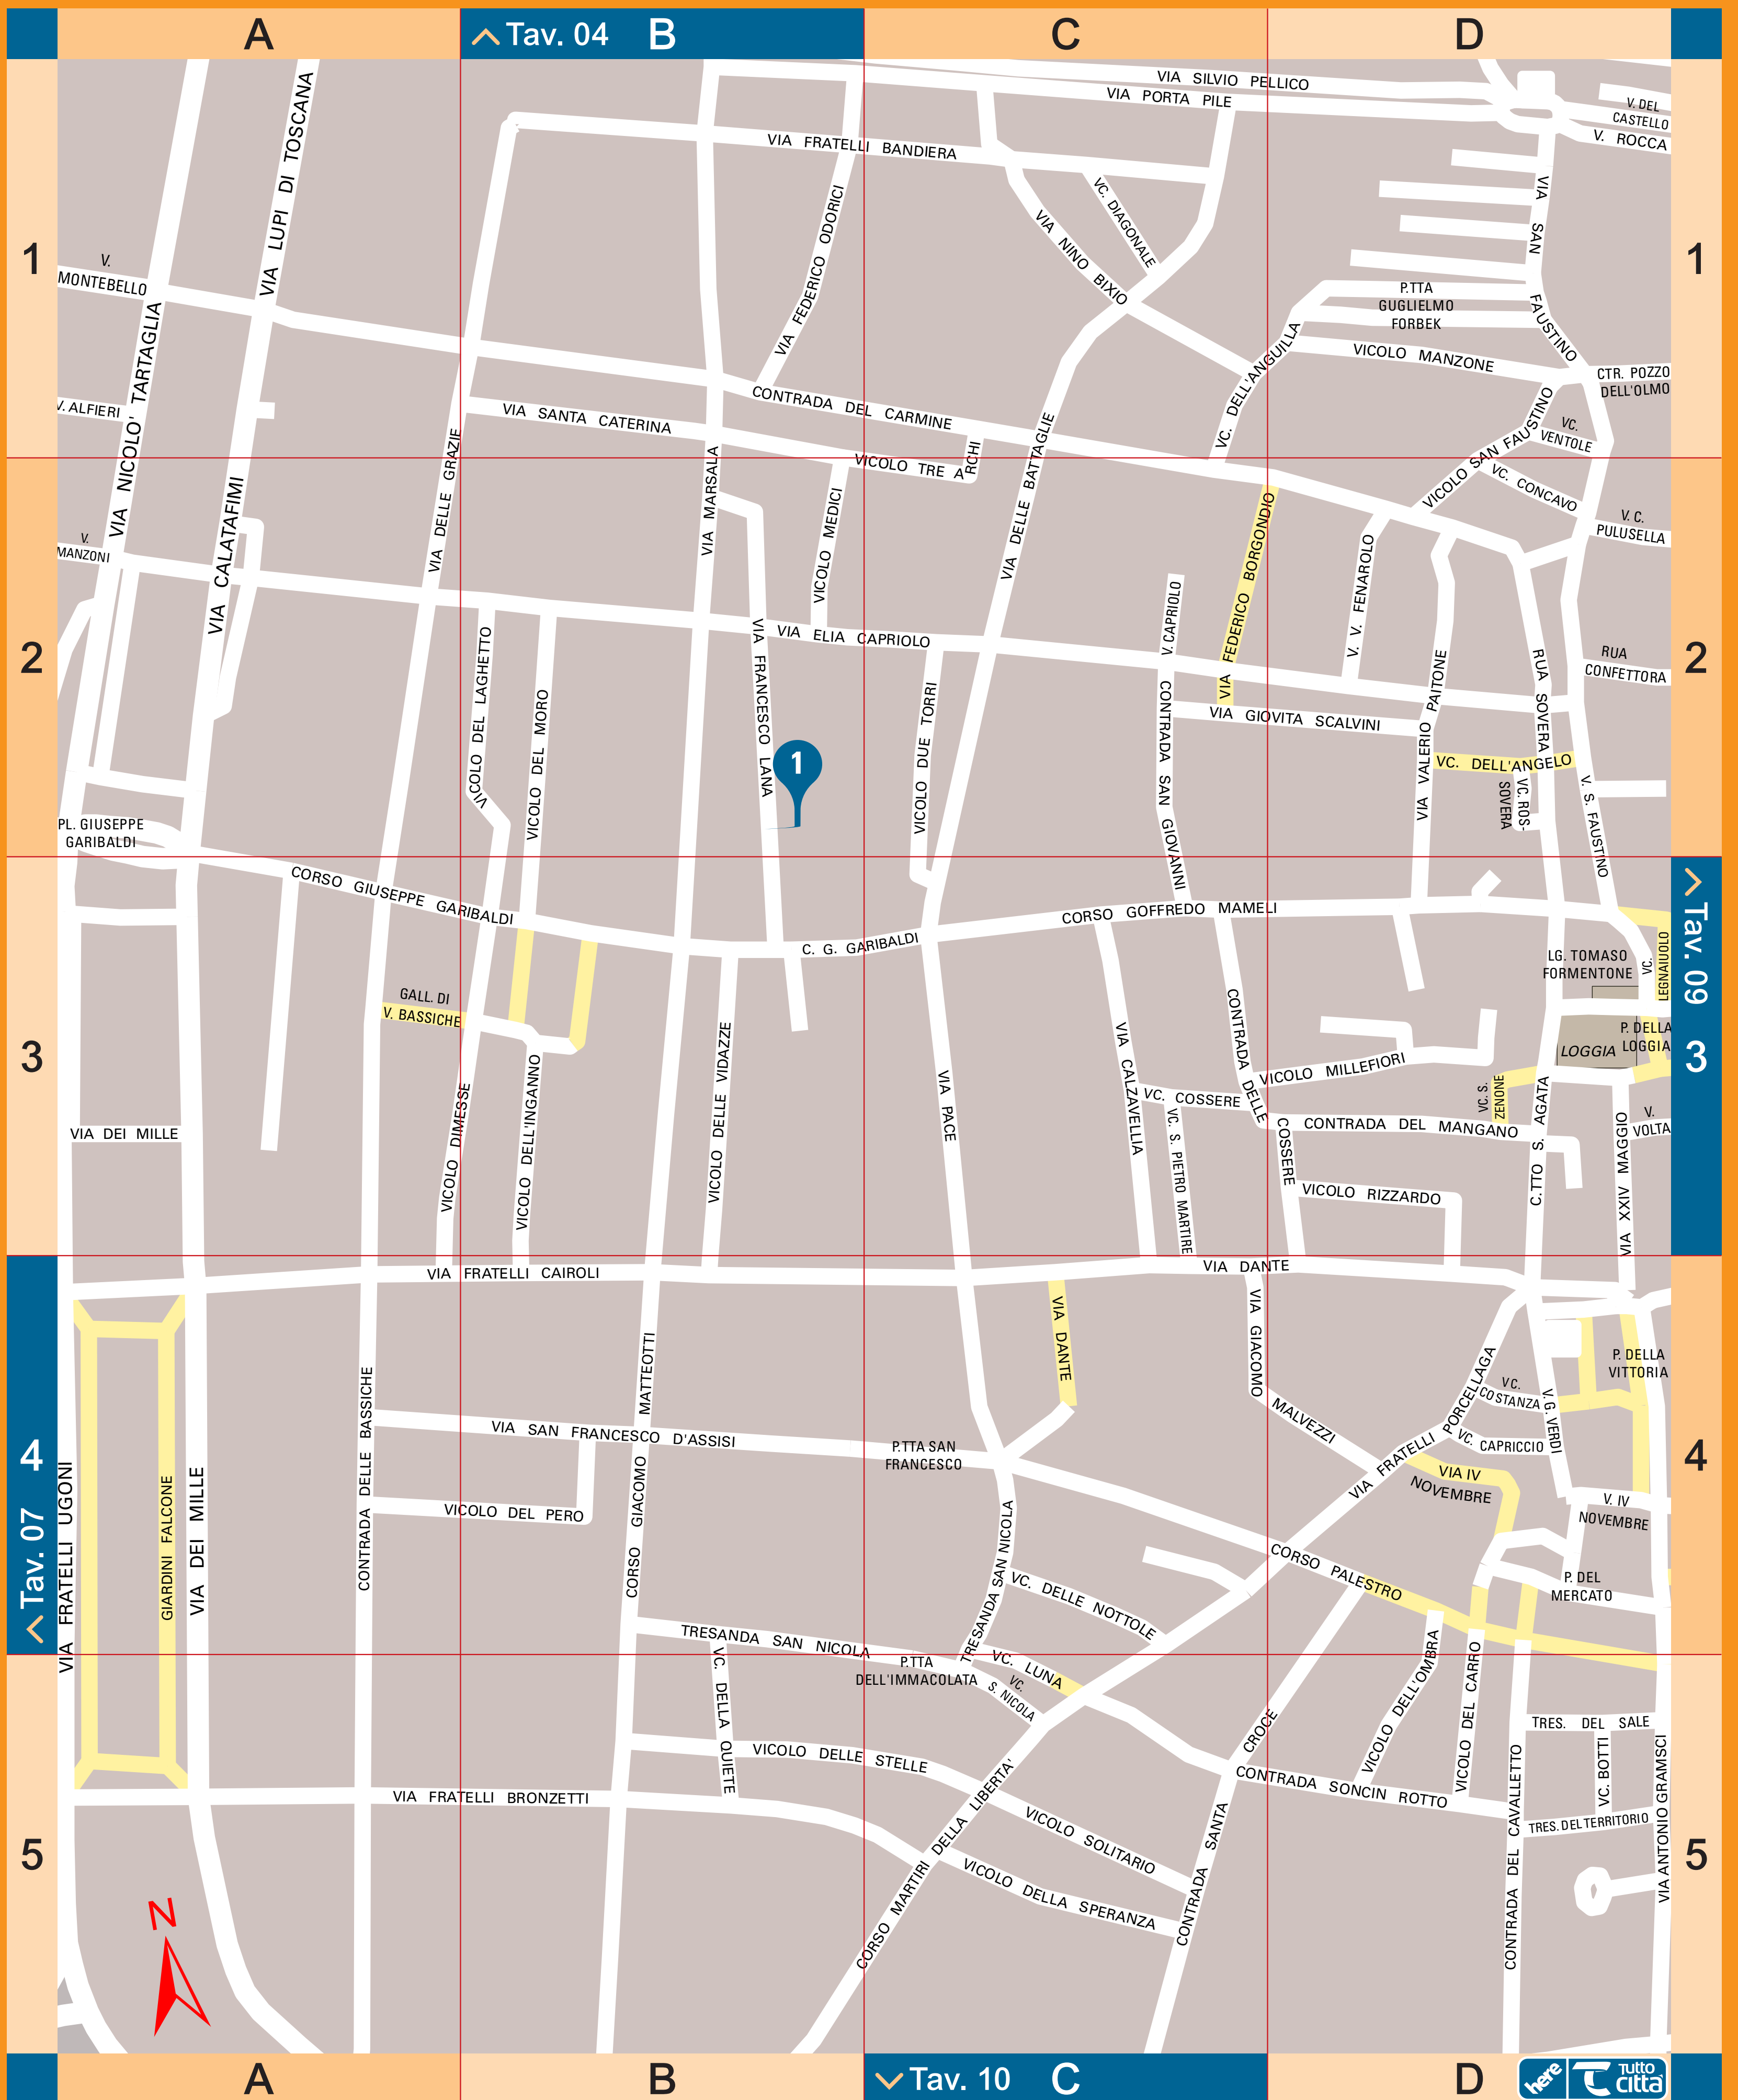 A
Tav. 04 B
C
D
1
1
VIA SILVIO PELLICO
VIA PORTA PILE
V. DEL
CASTELLO
V. ROCCA
VIA FRATELLI BANDIERA
VIA LUPI DI TOSCANA
VC. DIAGONALE
VIA FEDERICO ODORICI
VIA NINO BIXIO
VIA SAN FAUSTINO
V.
MONTEBELLO
P.TTA
GUGLIELMO
FORBEK
VIA NICOLO' TARTAGLIA
VC. DELL'ANGUILLA
VICOLO MANZONE
CTR. POZZO
DELL'OLMO
V. ALFIERI
VIA SANTA CATERINA
CONTRADA DEL CARMINE
VICOLO SAN FAUSTINO
VC.
VENTOLE
VICOLO TRE ARCHI
VC. CONCAVO
2
2
VIA DELLE GRAZIE
VIA MARSALA
VICOLO MEDICI
VIA DELLE BATTAGLIE
VIA FEDERICO BORGONDIO
V. C.
PULUSELLA
V.
MANZONI
VIA CALATAFIMI
V. CAPRIOLO
V. V. FENAROLO
VIA ELIA CAPRIOLO
VICOLO DEL LAGHETTO
VICOLO DEL MORO
VIA FRANCESCO LANA
VICOLO DUE TORRI
CONTRADA SAN GIOVANNI
VIA GIOVITA SCALVINI
VIA VALERIO PAITONE
RUA SOVERA
RUA
CONFETTORA
1
VC. DELL'ANGELO
VC. ROS-
SOVERA
V. S. FAUSTINO
PL. GIUSEPPE
GARIBALDI
3
Tav. 09 3
CORSO GIUSEPPE GARIBALDI
C. G. GARIBALDI
CORSO GOFFREDO MAMELI
LG. TOMASO
FORMENTONE
VC.
LEGNAIUOLO
GALL. DI
V. BASSICHE
P. DELLA
LOGGIA
LOGGIA
VICOLO DIMESSE
VICOLO DELL'INGANNO
VICOLO DELLE VIDAZZE
VIA PACE
VIA CALZAVELLIA
CONTRADA DELLE COSSERE
VICOLO MILLEFIORI
VC. COSSERE
VC. S. PIETRO MARTIRE
VC. S.
ZENONE
CONTRADA DEL MANGANO
C.TTO S. AGATA
VIA XXIV MAGGIO
V.
VOLTA
VIA DEI MILLE
VICOLO RIZZARDO
Tav. 07 4
4
VIA FRATELLI CAIROLI
VIA DANTE
VIA DANTE
VIA GIACOMO MALVEZZI
P. DELLA
VITTORIA
VIA FRATELLI PORCELLAGA
VC.
COSTANZA
V. G. VERDI
VC. CAPRICCIO
VIA FRATELLI UGONI
GIARDINI FALCONE
VIA DEI MILLE
CONTRADA DELLE BASSICHE
VIA SAN FRANCESCO D'ASSISI
P.TTA SAN
FRANCESCO
CORSO GIACOMO MATTEOTTI
VICOLO DEL PERO
VIA IV
NOVEMBRE
V. IV
NOVEMBRE
TRESANDA SAN NICOLA
CORSO PALESTRO
P. DEL
MERCATO
VC. DELLE NOTTOLE
TRESANDA SAN NICOLA
P.TTA
DELL'IMMACOLATA
VC. LUNA
VC.
S. NICOLA
5
5
VC. DELLA QUIETE
VICOLO DELLE STELLE
VICOLO DELL'OMBRA
VICOLO DEL CARRO
TRES. DEL SALE
VC. BOTTI
VIA FRATELLI BRONZETTI
CONTRADA SONCIN ROTTO
TRES. DEL TERRITORIO
VICOLO SOLITARIO
VICOLO DELLA SPERANZA
CORSO MARTIRI DELLA LIBERTA'
CONTRADA SANTA CROCE
CONTRADA DEL CAVALLETTO
VIA ANTONIO GRAMSCI
N
A
B
Tav. 10 C
D
here
TUTTO
Città